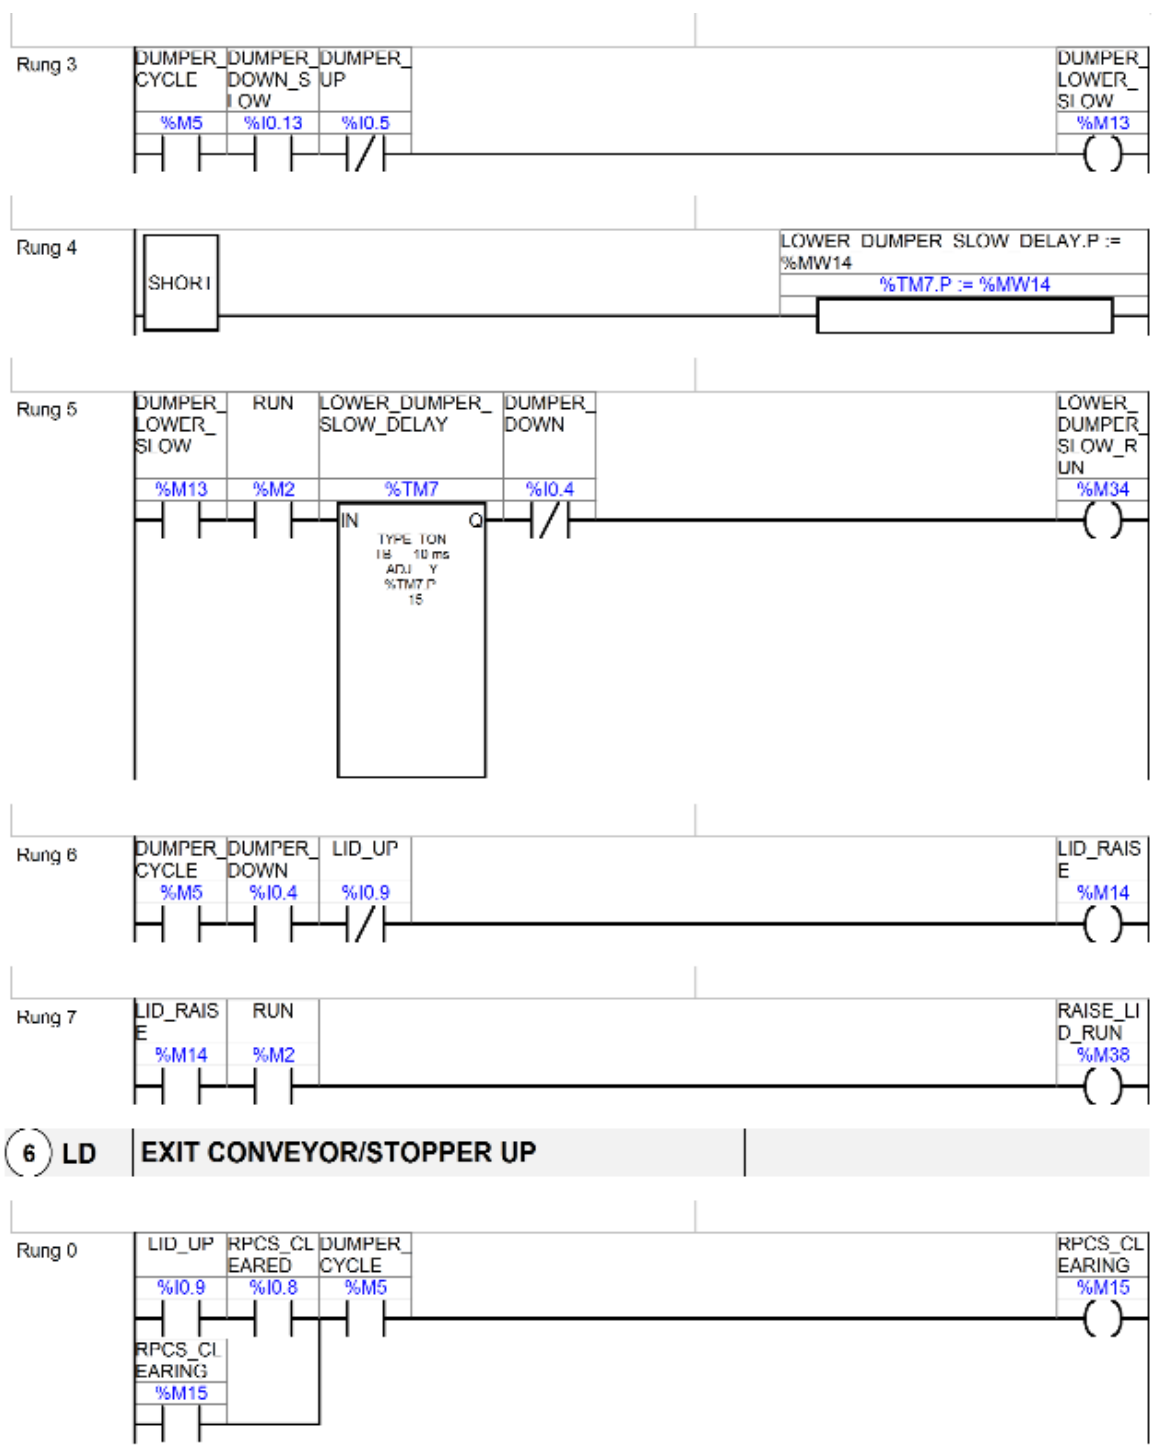 Rung 3
DUMPER_ DUMPER_ DUMPER_ DUMPER_
CYCLE DOWN_S UP LOWER_
LOW SLOW
%M5 %I0.13 %I0.5 %M13
Rung 4
SHORT
LOWER DUMPER SLOW DELAY.P :=
%MW14
%TM7.P := %MW14
Rung 5
DUMPER_ RUN LOWER_DUMPER_ DUMPER_ LOWER_
LOWER_ SLOW_DELAY DOWN DUMPER_
SLOW SLOW_R
UN
%M13 %M2 %TM7 %I0.4 %M34
IN Q
TYPE TON
TB 10 ms
ADJ Y
%TM7.P
15
Rung 6
DUMPER_ DUMPER_ LID_UP LID_RAIS
CYCLE DOWN E
%M5 %I0.4 %I0.9 %M14
Rung 7
LID_RAIS RUN RAISE_LI
E D_RUN
%M14 %M2 %M38
6 LD EXIT CONVEYOR/STOPPER UP
Rung 0
LID_UP RPCS_CL DUMPER_ RPCS_CL
EARED CYCLE EARING
%I0.9 %I0.8 %M5 %M15
RPCS_CL
EARING
%M15